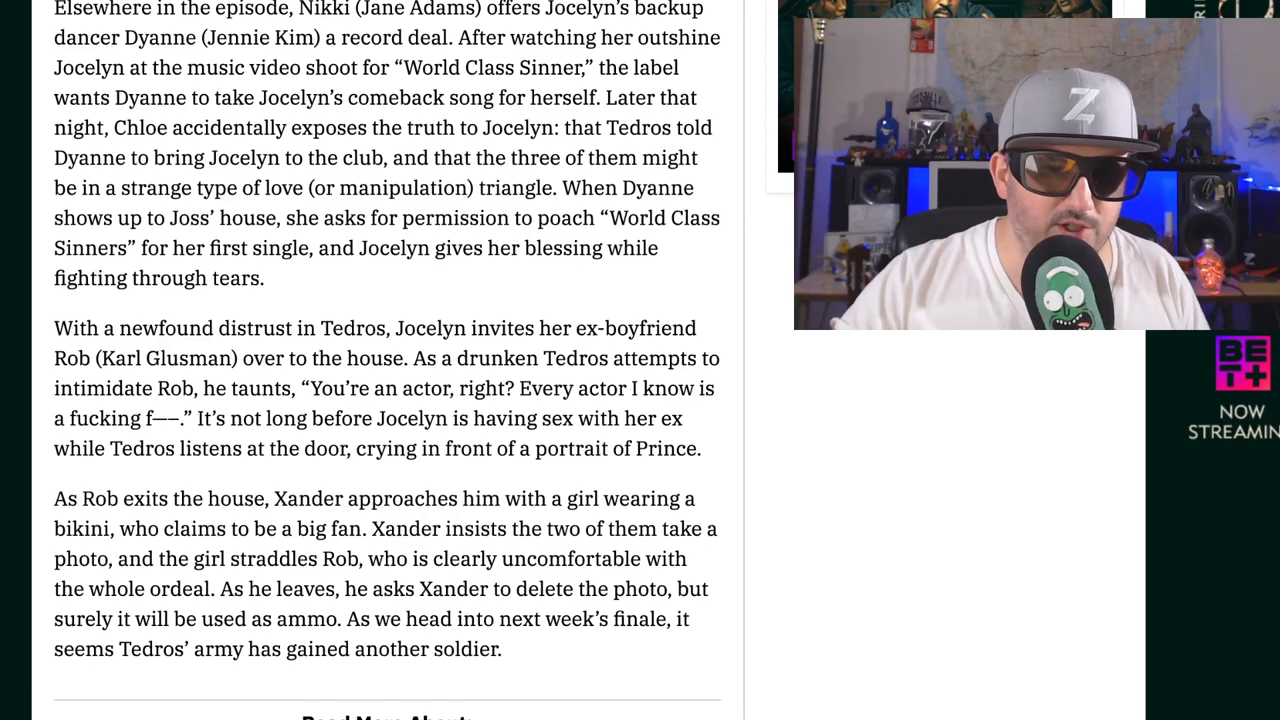 Elsewhere in the episode, Nikki (Jane Adams) offers Jocelyn’s backup
dancer Dyanne (Jennie Kim) a record deal. After watching her outshine
Jocelyn at the music video shoot for “World Class Sinner,” the label
wants Dyanne to take Jocelyn’s comeback song for herself. Later that
night, Chloe accidentally exposes the truth to Jocelyn: that Tedros told
Dyanne to bring Jocelyn to the club, and that the three of them might
be in a strange type of love (or manipulation) triangle. When Dyanne
shows up to Joss’ house, she asks for permission to poach “World Class
Sinners” for her first single, and Jocelyn gives her blessing while
fighting through tears.
With a newfound distrust in Tedros, Jocelyn invites her ex-boyfriend
Rob (Karl Glusman) over to the house. As a drunken Tedros attempts to
intimidate Rob, he taunts, “You’re an actor, right? Every actor I know is
a fucking f––.” It’s not long before Jocelyn is having sex with her ex
while Tedros listens at the door, crying in front of a portrait of Prince.
As Rob exits the house, Xander approaches him with a girl wearing a
bikini, who claims to be a big fan. Xander insists the two of them take a
photo, and the girl straddles Rob, who is clearly uncomfortable with
the whole ordeal. As he leaves, he asks Xander to delete the photo, but
surely it will be used as ammo. As we head into next week’s finale, it
seems Tedros’ army has gained another soldier.
Read More About:
Z
BET+
NOW
STREAMIN